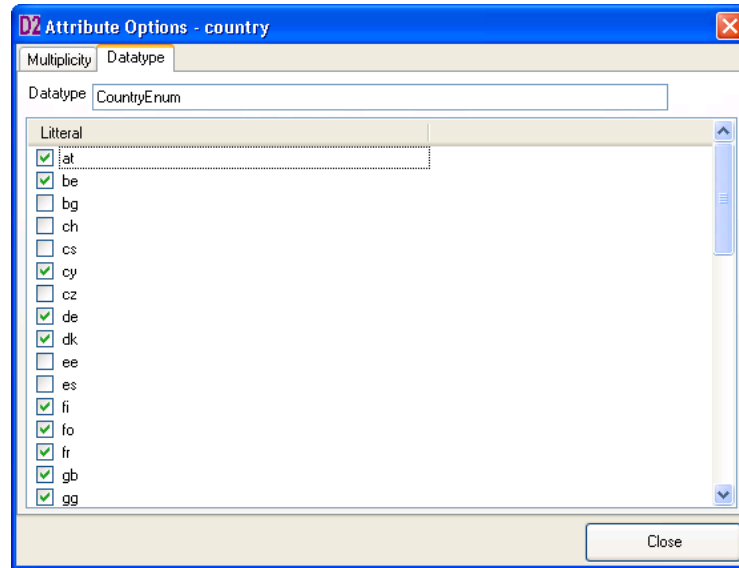 D2 Attribute Options - country
Multiplicity Datatype
Datatype CountryEnum
Litteral
at
be
bg
ch
cs
cy
cz
de
dk
ee
es
fi
fo
fr
gb
gg
Close